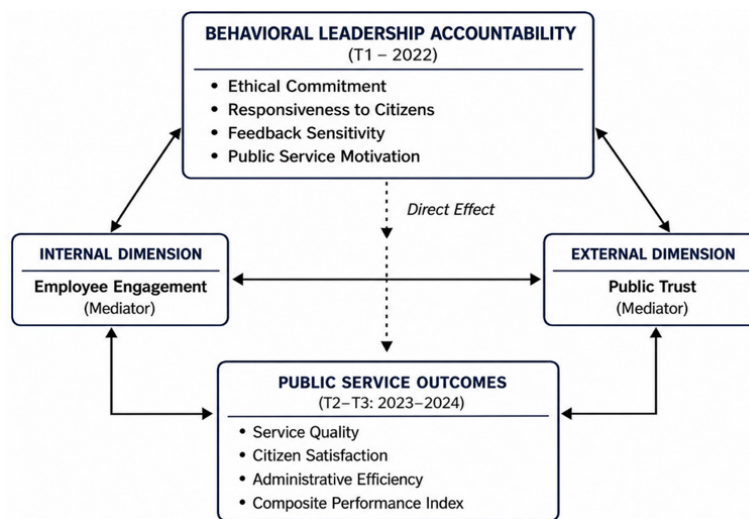 BEHAVIORAL LEADERSHIP ACCOUNTABILITY
(T1 – 2022)
• Ethical Commitment
• Responsiveness to Citizens
• Feedback Sensitivity
• Public Service Motivation
Direct Effect
INTERNAL DIMENSION
Employee Engagement
(Mediator)
EXTERNAL DIMENSION
Public Trust
(Mediator)
PUBLIC SERVICE OUTCOMES
(T2–T3: 2023–2024)
• Service Quality
• Citizen Satisfaction
• Administrative Efficiency
• Composite Performance Index